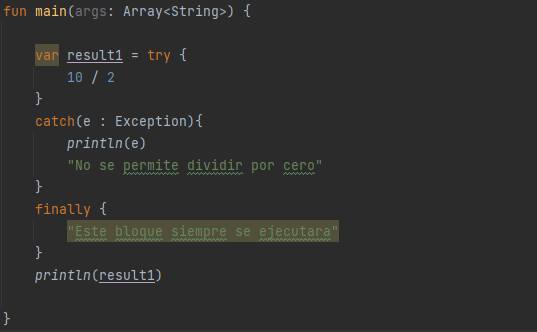 fun main(args: Array<String>) {
var result1 = try {
10 / 2
}
catch(e : Exception){
println(e)
"No se permite dividir por cero"
}
finally {
"Este bloque siempre se ejecutara"
}
println(result1)
}